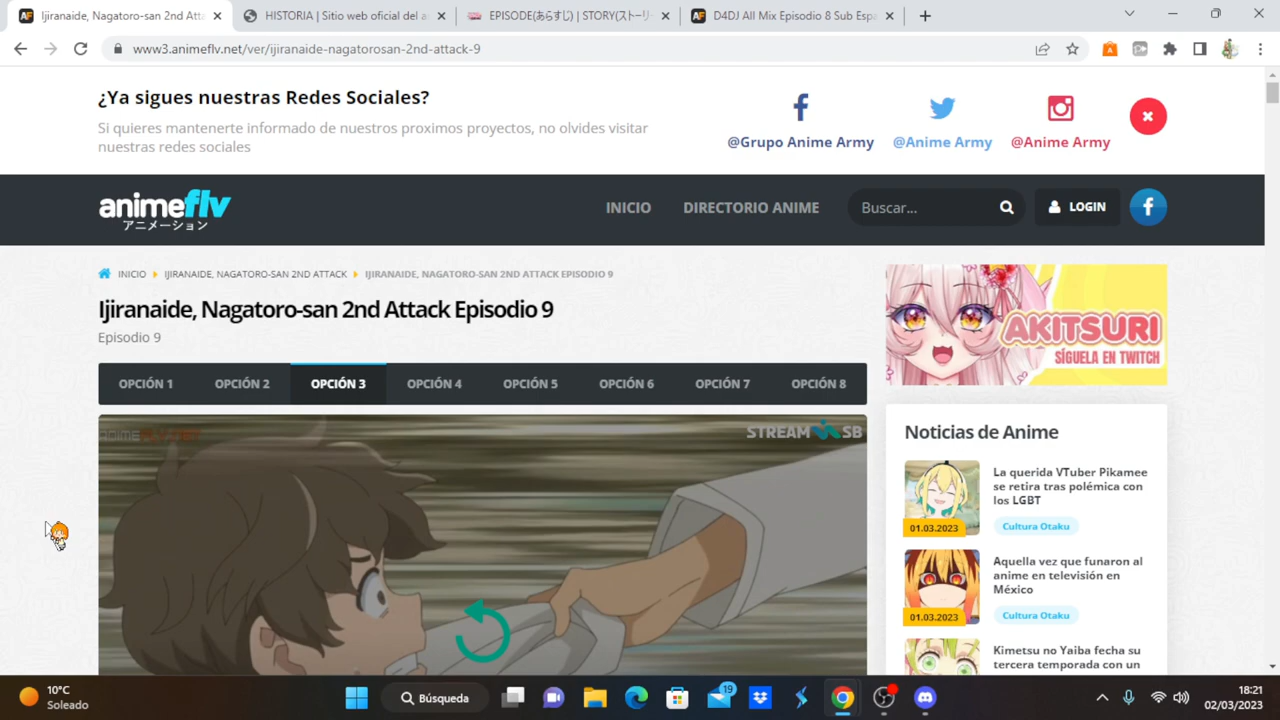 Ijiranaide, Nagatoro-san 2nd Atta
HISTORIA | Sitio web oficial del a
EPISODE(あらすじ) | STORY(ストーリ
D4DJ All Mix Episodio 8 Sub Espa
www3.animeflv.net/ver/ijiranaide-nagatorosan-2nd-attack-9
¿Ya sigues nuestras Redes Sociales?
Si quieres mantenerte informado de nuestros proximos proyectos, no olvides visitar
nuestras redes sociales
@Grupo Anime Army
@Anime Army
@Anime Army
animeflv
アニメーション
INICIO
DIRECTORIO ANIME
Buscar...
LOGIN
INICIO
IJIRANAIDE, NAGATORO-SAN 2ND ATTACK
IJIRANAIDE, NAGATORO-SAN 2ND ATTACK EPISODIO 9
Ijiranaide, Nagatoro-san 2nd Attack Episodio 9
Episodio 9
OPCIÓN 1
OPCIÓN 2
OPCIÓN 3
OPCIÓN 4
OPCIÓN 5
OPCIÓN 6
OPCIÓN 7
OPCIÓN 8
ANIMEFLV.NET
STREAM SB
AKITSURI
SÍGUELA EN TWITCH
Noticias de Anime
La querida VTuber Pikamee
se retira tras polémica con
los LGBT
01.03.2023
Cultura Otaku
Aquella vez que funaron al
anime en televisión en
México
01.03.2023
Cultura Otaku
Kimetsu no Yaiba fecha su
tercera temporada con un
10°C
Soleado
Búsqueda
19
18:21
02/03/2023